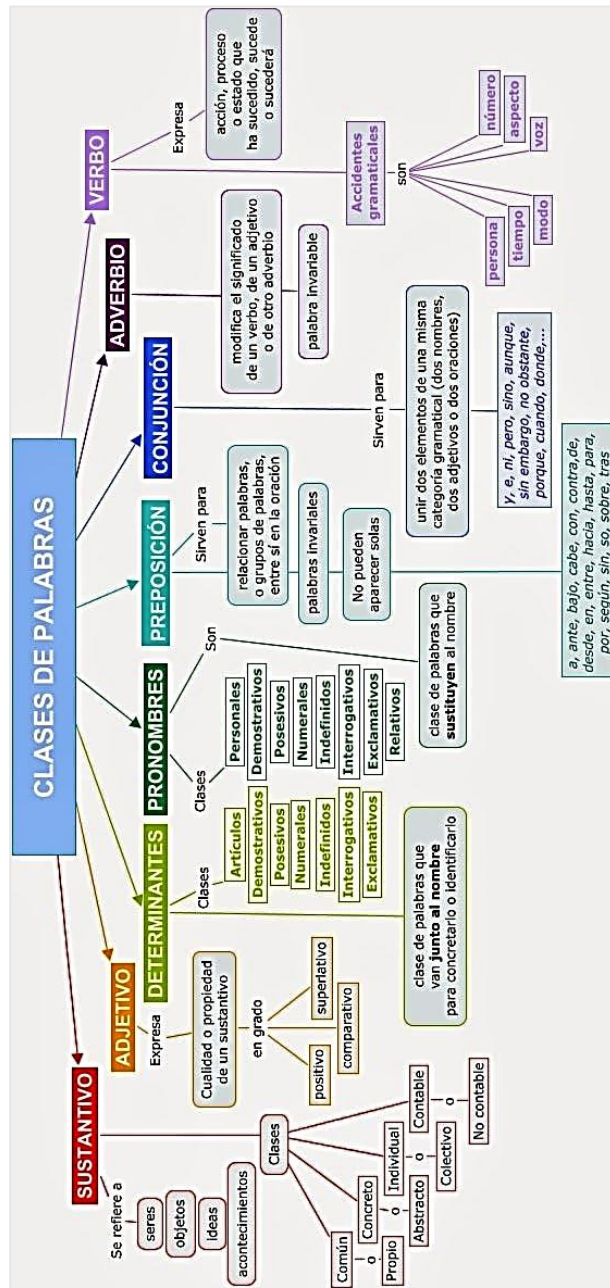 CLASES DE PALABRAS
SUSTANTIVO
Se refiere a
seres
objetos
ideas
acontecimientos
Clases
Común
o
Propio
Concreto
o
Abstracto
Individual
o
Colectivo
Contable
o
No contable
ADJETIVO
Expresa
Cualidad o propiedad
de un sustantivo
en grado
positivo
comparativo
superlativo
DETERMINANTES
Clases
Artículos
Demostrativos
Posesivos
Numerales
Indefinidos
Interrogativos
Exclamativos
clase de palabras que
van junto al nombre
para concretarlo o identificarlo
PRONOMBRES
Clases
Personales
Demostrativos
Posesivos
Numerales
Indefinidos
Interrogativos
Exclamativos
Relativos
Son
clase de palabras que
sustituyen al nombre
PREPOSICIÓN
Sirven para
relacionar palabras,
o grupos de palabras,
entre sí en la oración
palabras invariales
No pueden
aparecer solas
a, ante, bajo, cabe, con, contra,de,
desde, en, entre, hacia, hasta, para,
por, según, sin, so, sobre, tras
CONJUNCIÓN
Sirven para
unir dos elementos de una misma
categoría gramatical (dos nombres,
dos adjetivos o dos oraciones)
y, e, ni, pero, sino, aunque,
sin embargo, no obstante,
porque, cuando, donde,...
ADVERBIO
modifica el significado
de un verbo, de un adjetivo
o de otro adverbio
palabra invariable
VERBO
Expresa
acción, proceso
o estado que
ha sucedido, sucede
o sucederá
Accidentes
gramaticales
son
persona
tiempo
modo
número
aspecto
voz